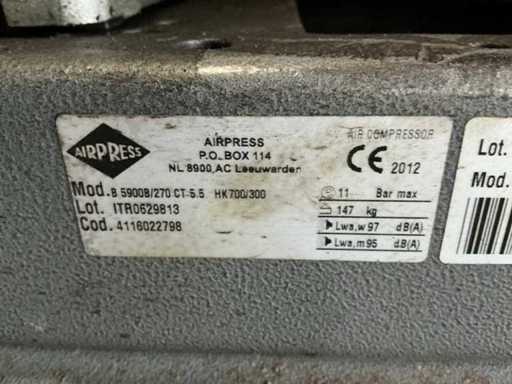 AIRPRESS
AIRPRESS
P.O. BOX 114
NL 8900 AC Leeuwarden
AIR COMPRESSOR
CE 2012
Mod. B 5900B/270 CT-5.5 HK700/300
Lot. ITR0629813
Cod. 4116022798
11 Bar max
147 kg
Lwa,w 97 dB(A)
Lwa,m 95 dB(A)
Lot.
Mod.